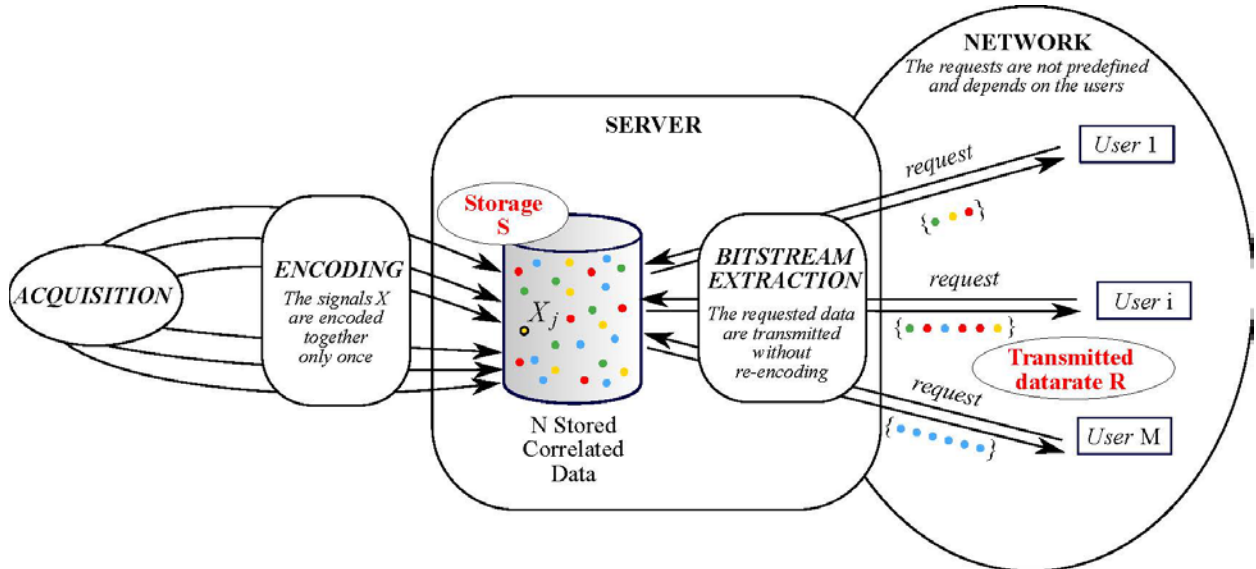 NETWORK
The requests are not predefined
and depends on the users
SERVER
User 1
request
{ }
Storage
S
ENCODING
The signals X
are encoded
together
only once
ACQUISITION
X_j
BITSTREAM
EXTRACTION
The requested data
are transmitted
without
re-encoding
request
User i
{ }
Transmitted
datarate R
request
{ }
User M
N Stored
Correlated
Data